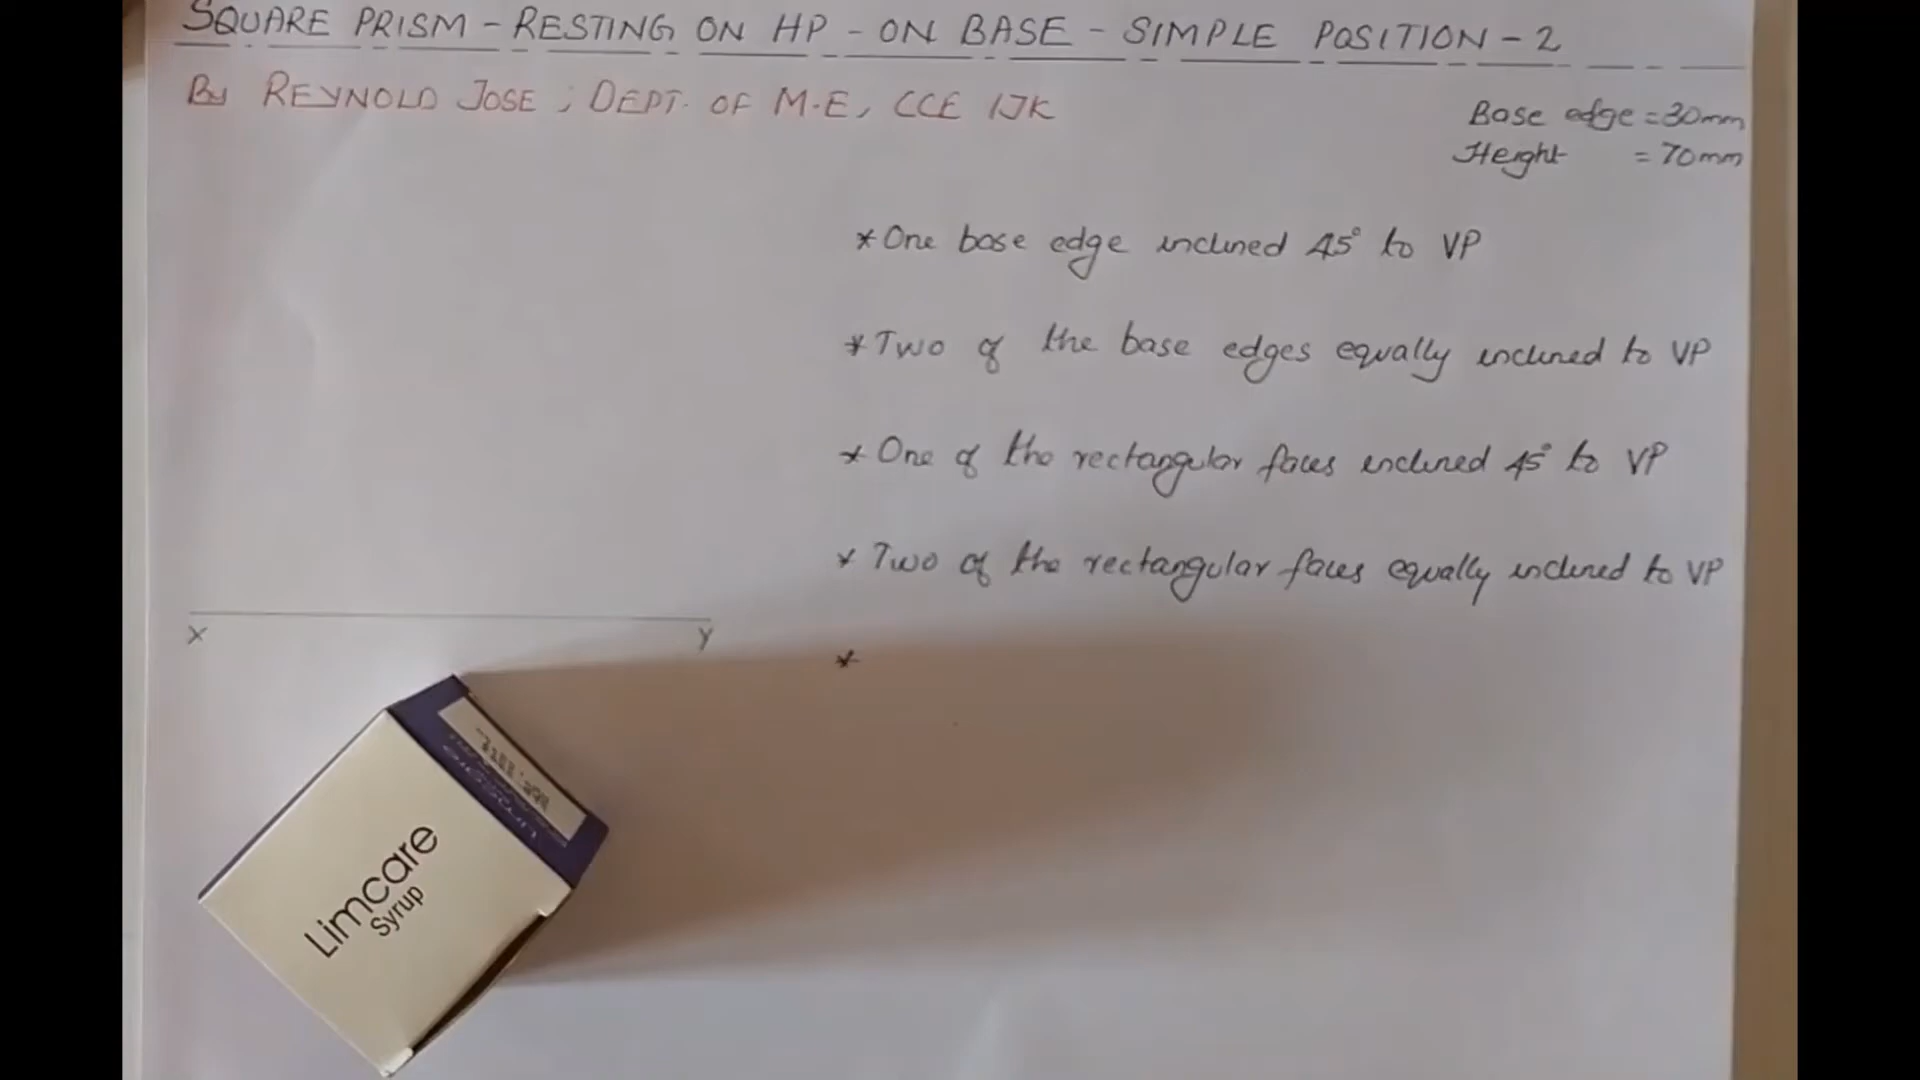 SQUARE PRISM - RESTING ON HP - ON BASE - SIMPLE POSITION - 2
By REYNOLD JOSE ; DEPT. OF M.E, CCE IJK
Base edge = 30mm
Height = 70mm
* One base edge inclined 45° to VP
* Two of the base edges equally inclined to VP
* One of the rectangular faces inclined 45° to VP
* Two of the rectangular faces equally inclined to VP
*
X Y
Limcare
Syrup